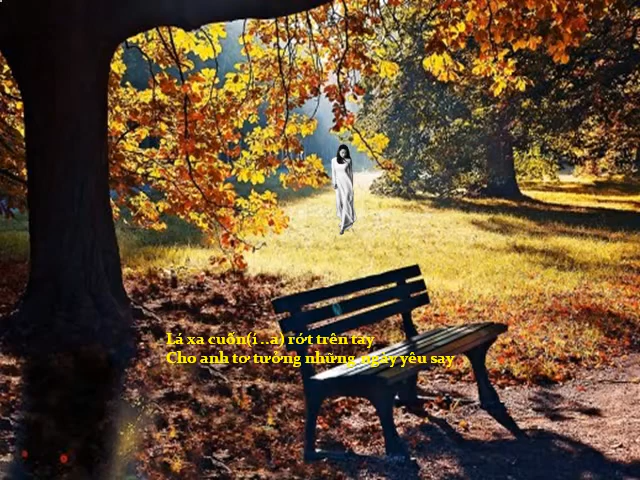 Lá xa cuốn(í ..a) rớt trên tay
Cho anh tơ tưởng những ngày yêu say